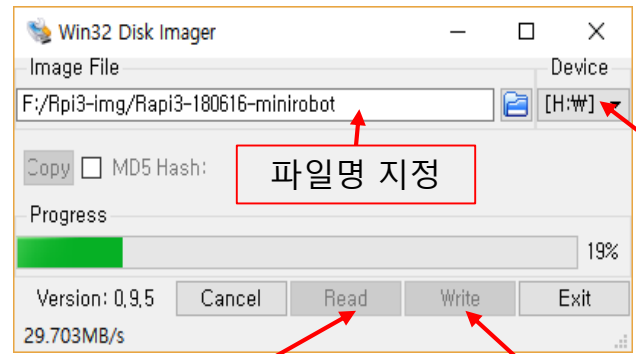 Win32 Disk Imager
Image File
Device
F:/Rpi3-img/Rapi3-180616-minirobot
[H:₩]
Copy
MD5 Hash:
파일명 지정
Progress
19%
Version: 0,9,5
Cancel
Read
Write
Exit
29.703MB/s